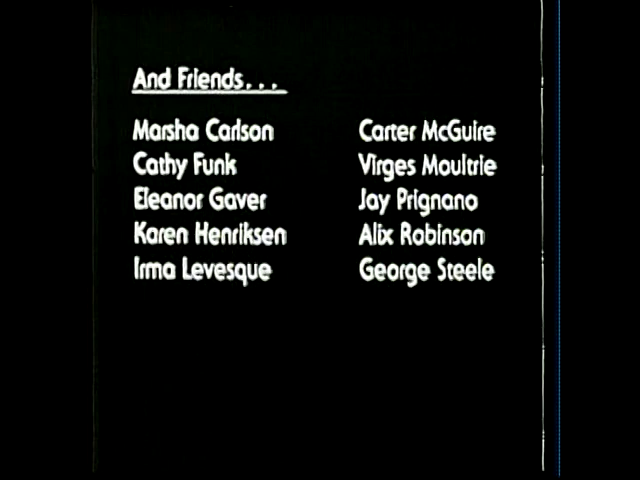 And Friends...
Marsha Carlson
Cathy Funk
Eleanor Gaver
Karen Henriksen
Irma Levesque
Carter McGuire
Virges Moultrie
Jay Prignano
Alix Robinson
George Steele